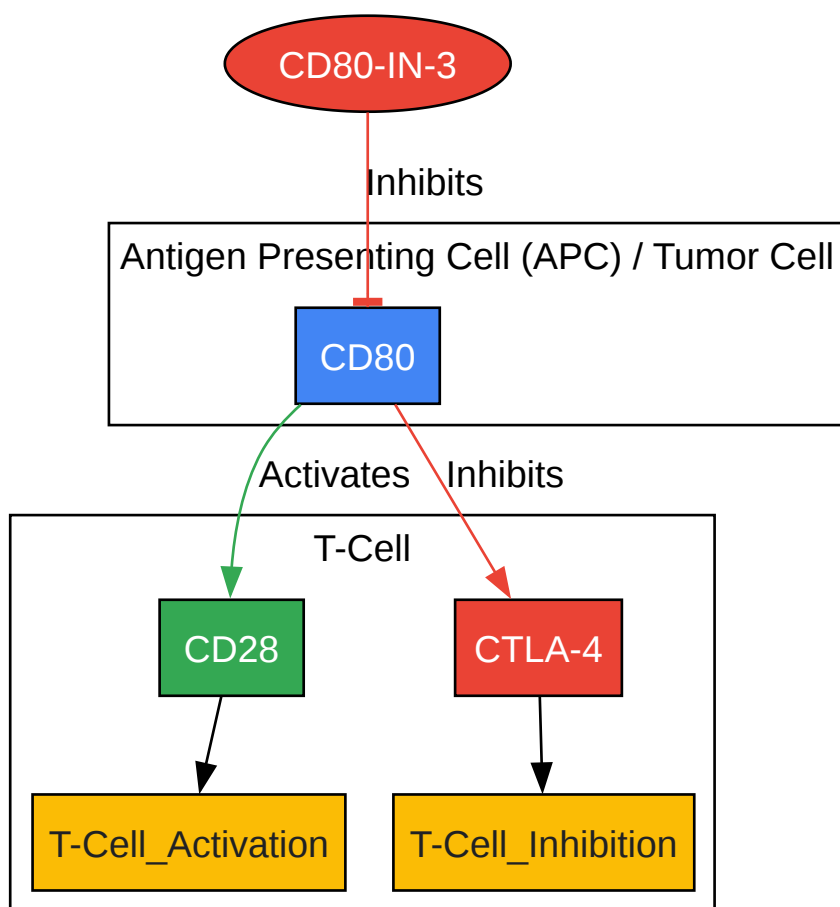 CD80-IN-3
Inhibits
Antigen Presenting Cell (APC) / Tumor Cell
CD80
Activates
Inhibits
T-Cell
CD28
CTLA-4
T-Cell_Activation
T-Cell_Inhibition